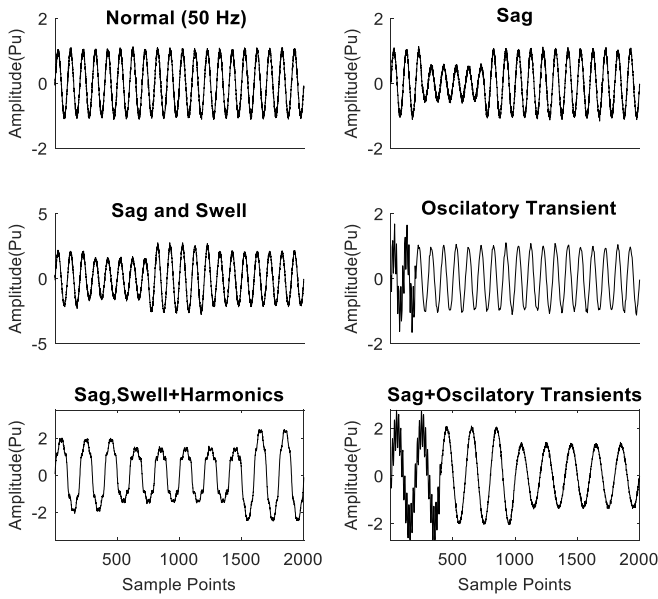 Normal (50 Hz)
Amplitude(Pu)
2
0
-2
Sag
Amplitude(Pu)
2
0
-2
Sag and Swell
Amplitude(Pu)
5
0
-5
Oscilatory Transient
Amplitude(Pu)
2
0
-2
Sag,Swell+Harmonics
Amplitude(Pu)
2
0
-2
500 1000 1500 2000
Sample Points
Sag+Oscilatory Transients
Amplitude(Pu)
2
0
-2
500 1000 1500 2000
Sample Points